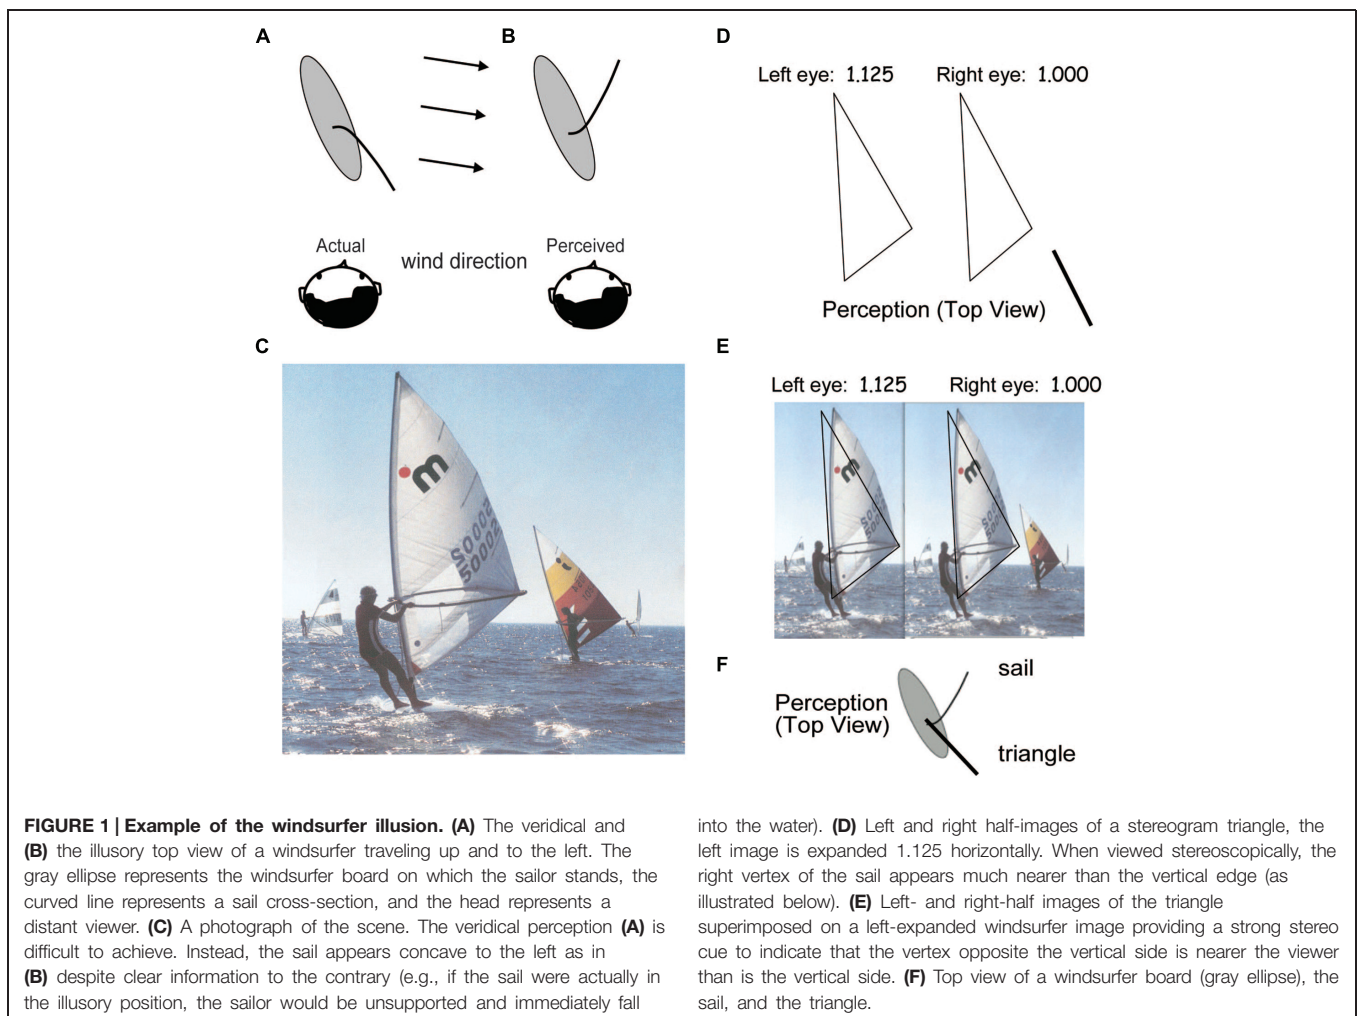 A
B
Actual
wind direction
Perceived
C
m
S0002
50002
D
Left eye: 1.125
Right eye: 1.000
Perception (Top View)
E
Left eye: 1.125
Right eye: 1.000
m
S0002
50002
m
S0002
50002
F
Perception
(Top View)
sail
triangle
FIGURE 1 | Example of the windsurfer illusion. (A) The veridical and
(B) the illusory top view of a windsurfer traveling up and to the left. The
gray ellipse represents the windsurfer board on which the sailor stands, the
curved line represents a sail cross-section, and the head represents a
distant viewer. (C) A photograph of the scene. The veridical perception (A) is
difficult to achieve. Instead, the sail appears concave to the left as in
(B) despite clear information to the contrary (e.g., if the sail were actually in
the illusory position, the sailor would be unsupported and immediately fall
into the water). (D) Left and right half-images of a stereogram triangle, the
left image is expanded 1.125 horizontally. When viewed stereoscopically, the
right vertex of the sail appears much nearer than the vertical edge (as
illustrated below). (E) Left- and right-half images of the triangle
superimposed on a left-expanded windsurfer image providing a strong stereo
cue to indicate that the vertex opposite the vertical side is nearer the viewer
than is the vertical side. (F) Top view of a windsurfer board (gray ellipse), the
sail, and the triangle.